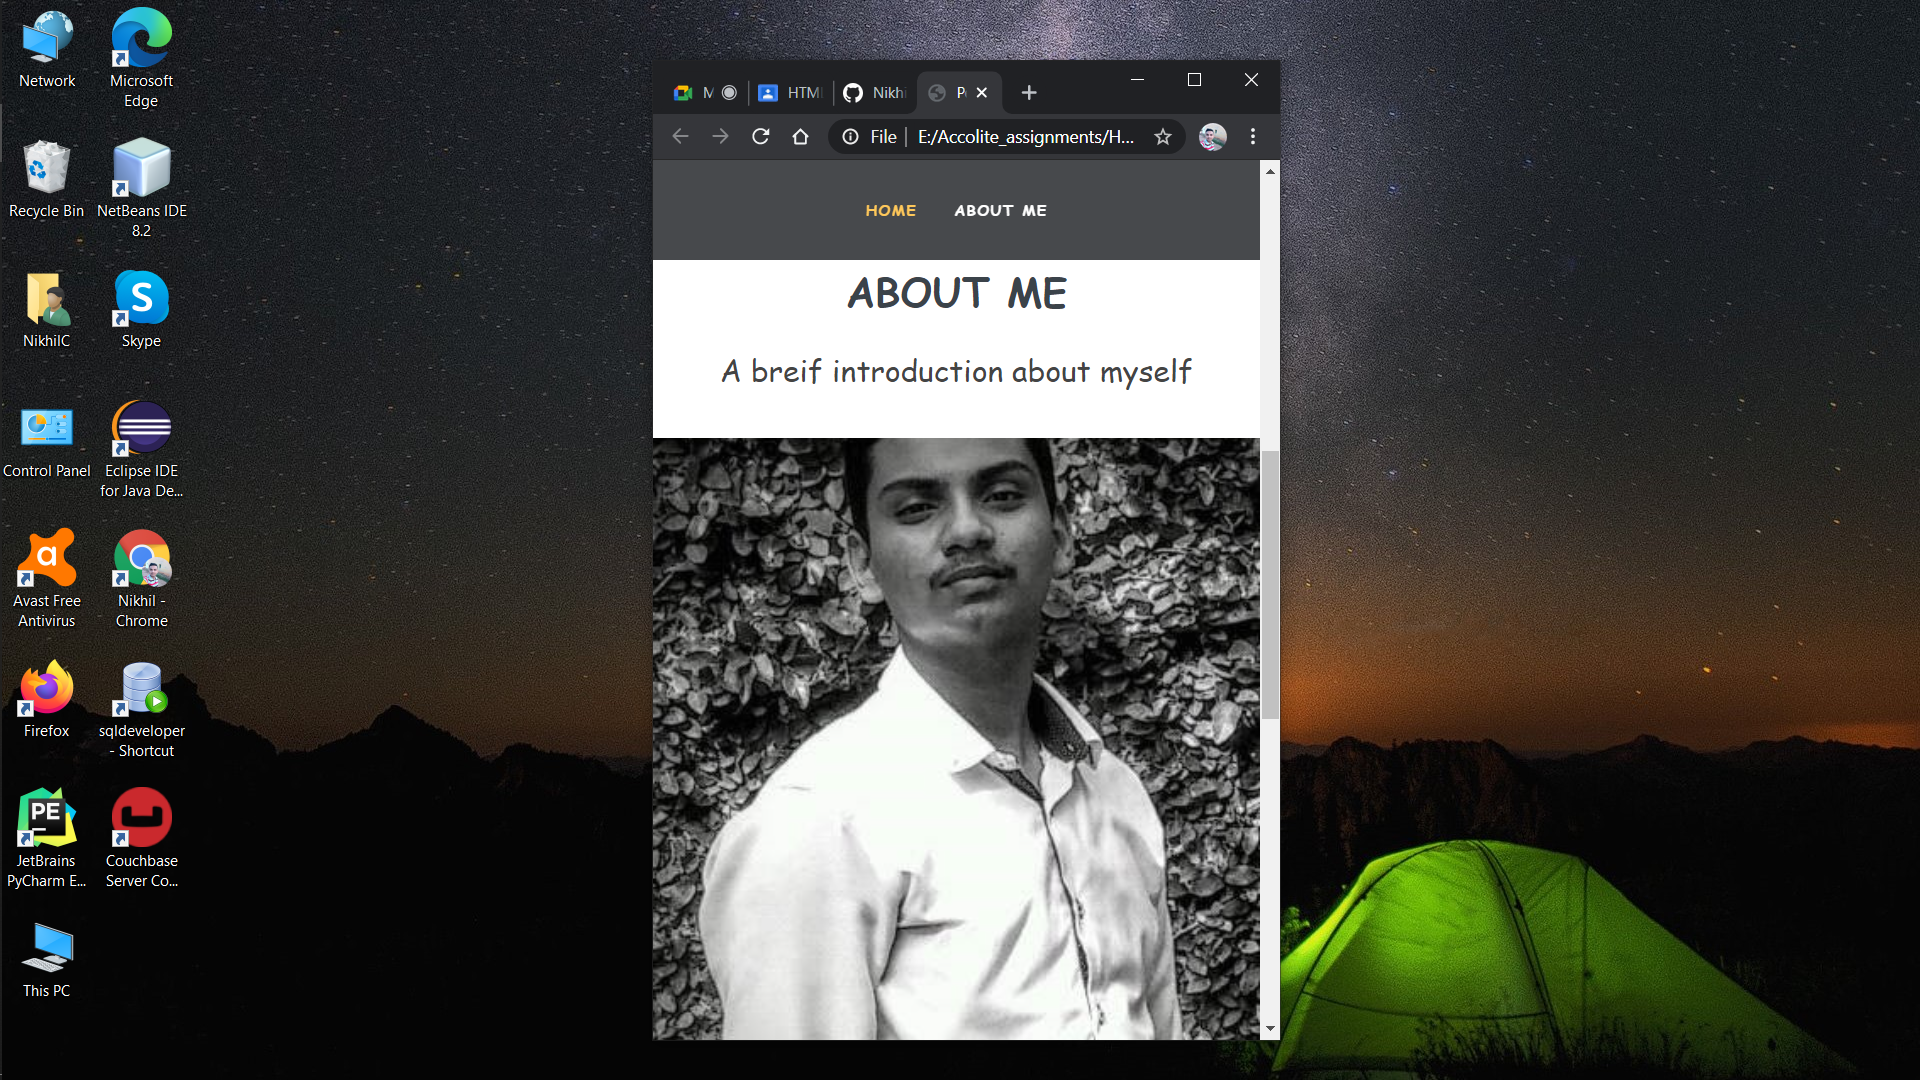 Network
Microsoft
Edge
Recycle Bin
NetBeans IDE
8.2
NikhilC
Skype
Control Panel
Eclipse IDE
for Java De...
Avast Free
Antivirus
Nikhil -
Chrome
Firefox
sqldeveloper
- Shortcut
PE
JetBrains
PyCharm E...
Couchbase
Server Co...
This PC
M
HTM
Nikhi
P
File
E:/Accolite_assignments/H...
HOME ABOUT ME
ABOUT ME
A breif introduction about myself